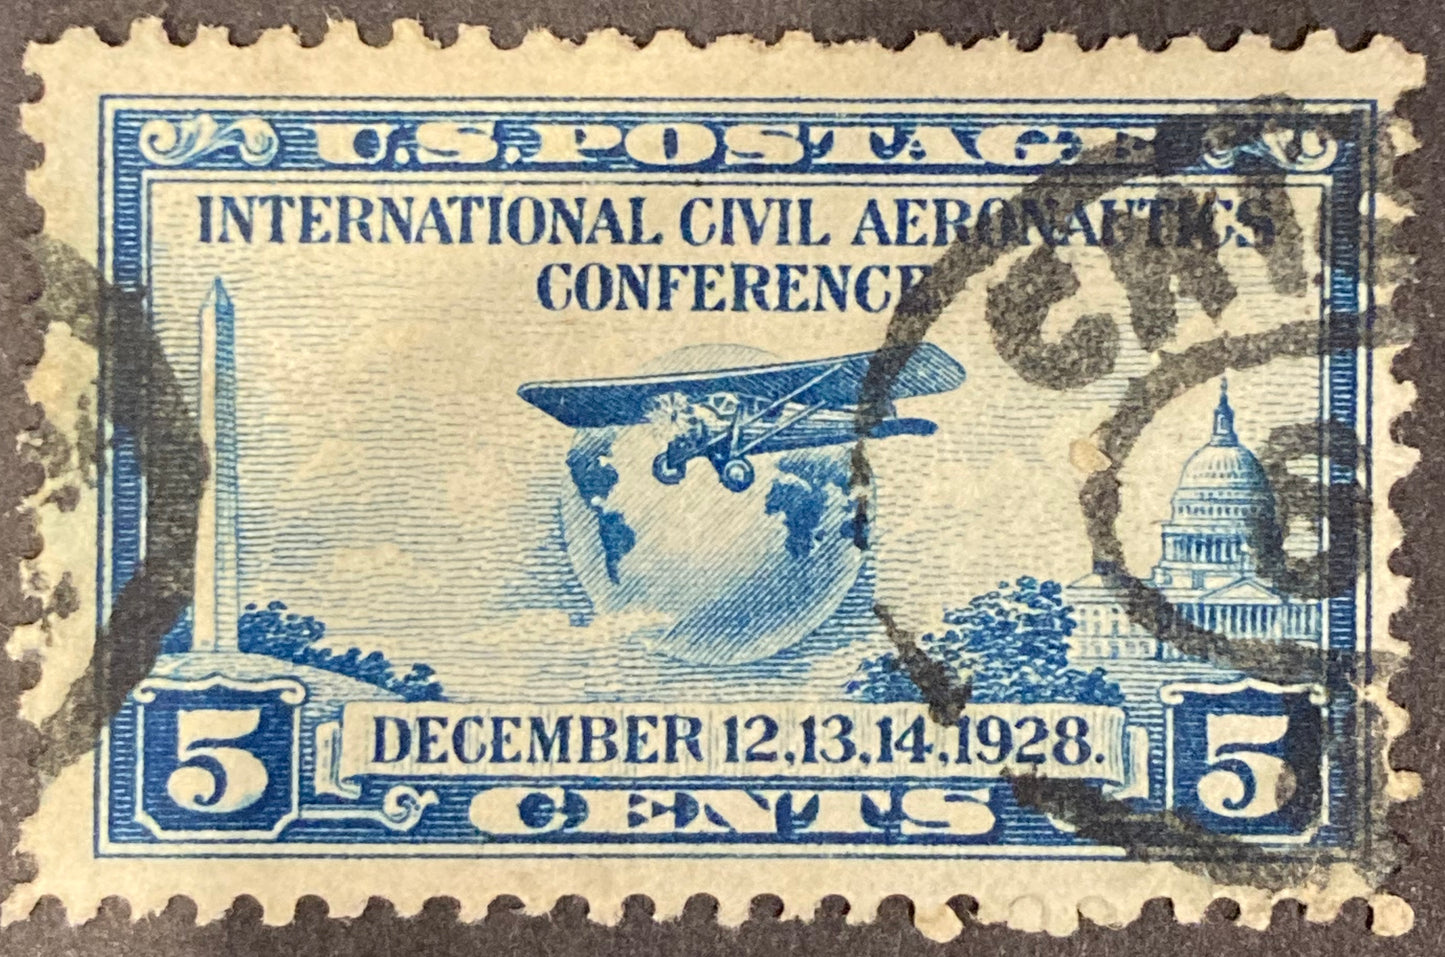 U.S. POSTAGE
INTERNATIONAL CIVIL AERONAUTICS
CONFERENCE
DECEMBER 12,13,14,1928.
5 CENTS 5